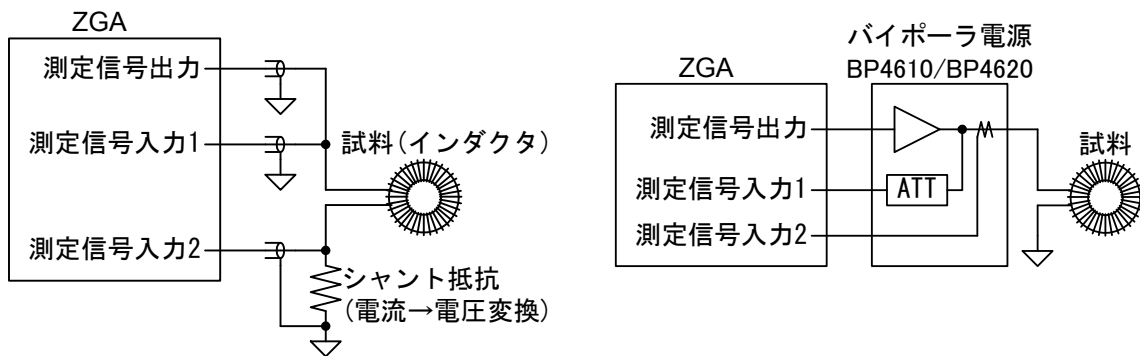 ZGA
測定信号出力
測定信号入力1
試料(インダクタ)
測定信号入力2
シャント抵抗
(電流→電圧変換)
バイポーラ電源
BP4610/BP4620
ZGA
測定信号出力
試料
測定信号入力1
ATT
測定信号入力2